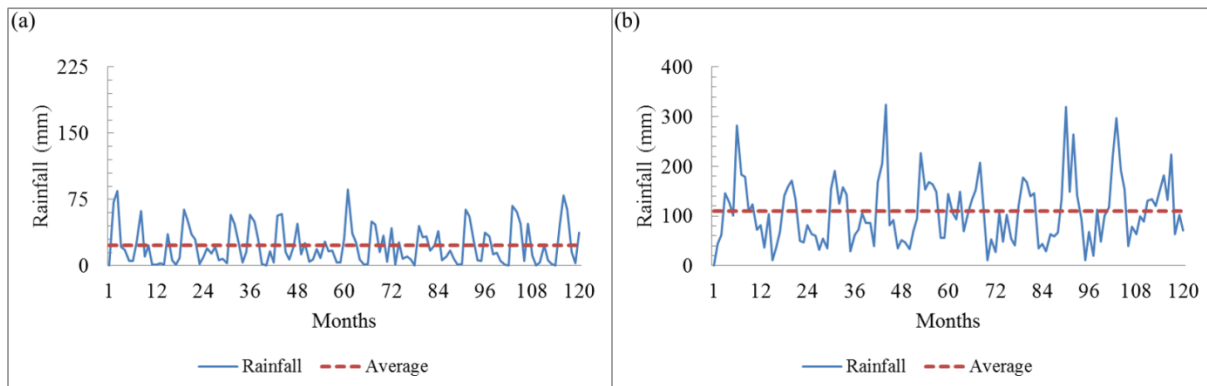 (a)
225
150
75
0
Rainfall (mm)
1 12 24 36 48 60 72 84 96 108 120
Months
Rainfall Average
(b)
400
300
200
100
0
Rainfall (mm)
1 12 24 36 48 60 72 84 96 108 120
Months
Rainfall Average